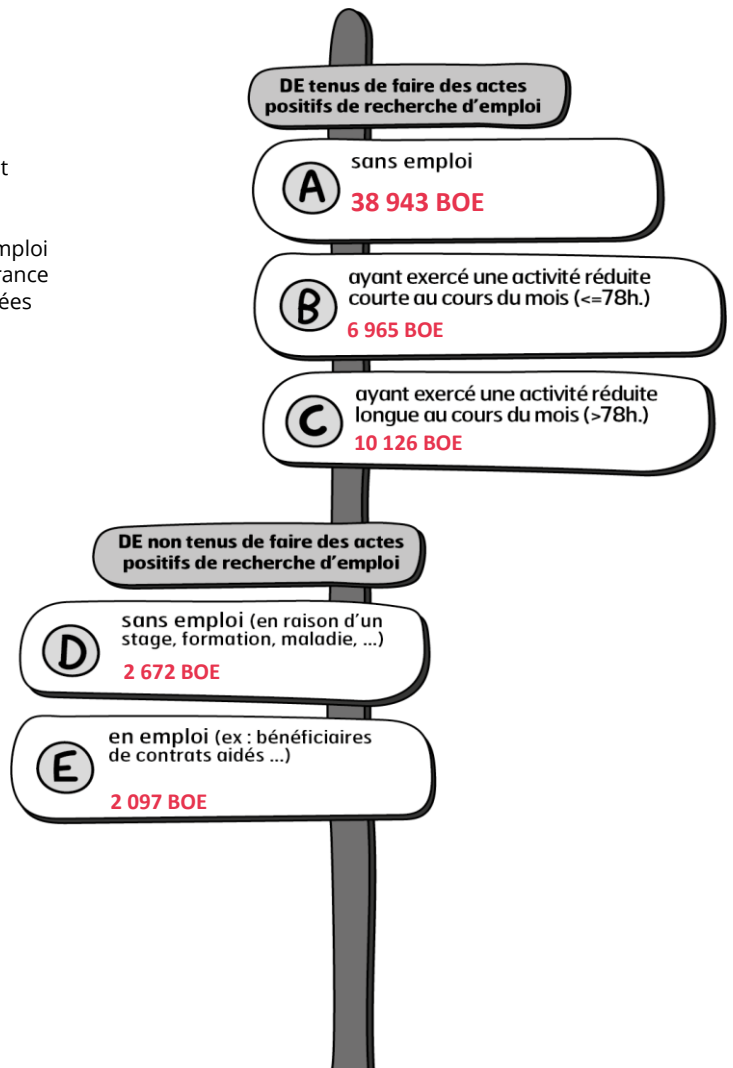 DE tenus de faire des actes
positifs de recherche d'emploi
A
sans emploi
38 943 BOE
t
mploi
rance
ées
B
ayant exercé une activité réduite
courte au cours du mois (<=78h.)
6 965 BOE
C
ayant exercé une activité réduite
longue au cours du mois (>78h.)
10 126 BOE
DE non tenus de faire des actes
positifs de recherche d'emploi
D
sans emploi (en raison d'un
stage, formation, maladie, ...)
2 672 BOE
E
en emploi (ex : bénéficiaires
de contrats aidés ...)
2 097 BOE